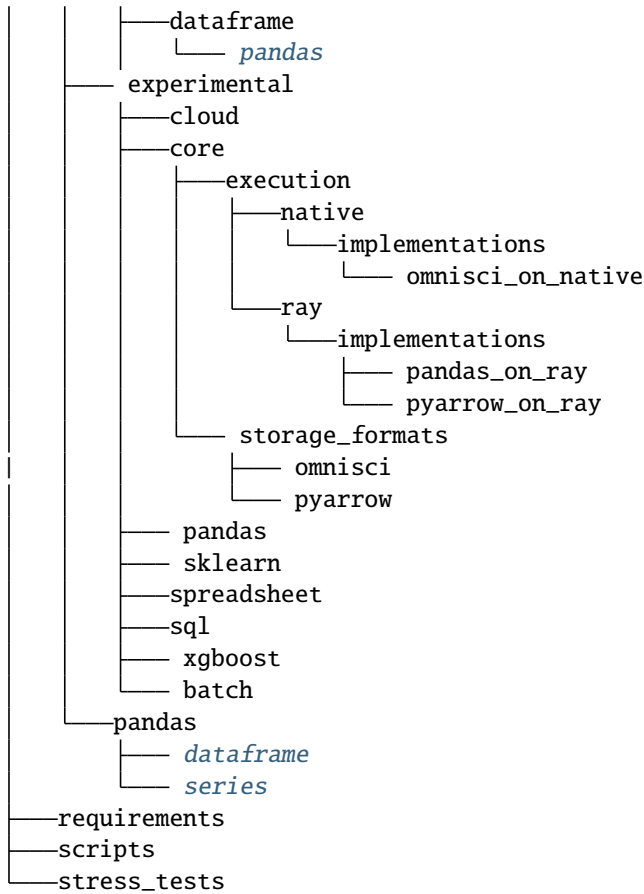 dataframe
pandas
experimental
cloud
core
execution
native
implementations
omnisci_on_native
ray
implementations
pandas_on_ray
pyarrow_on_ray
storage_formats
omnisci
pyarrow
pandas
sklearn
spreadsheet
sql
xgboost
batch
pandas
dataframe
series
requirements
scripts
stress_tests